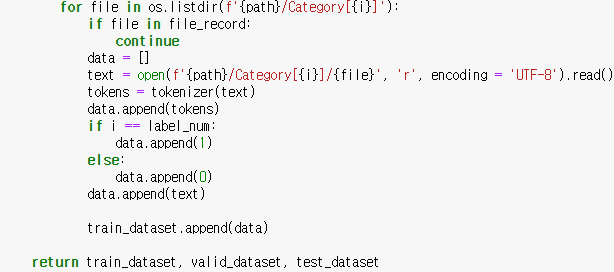 for file in os.listdir(f'{path}/Category[{i}]'):
if file in file_record:
continue
data = []
text = open(f'{path}/Category[{i}]/{file}', 'r', encoding = 'UTF-8').read()
tokens = tokenizer(text)
data.append(tokens)
if i == label_num:
data.append(1)
else:
data.append(0)
data.append(text)
train_dataset.append(data)
return train_dataset, valid_dataset, test_dataset